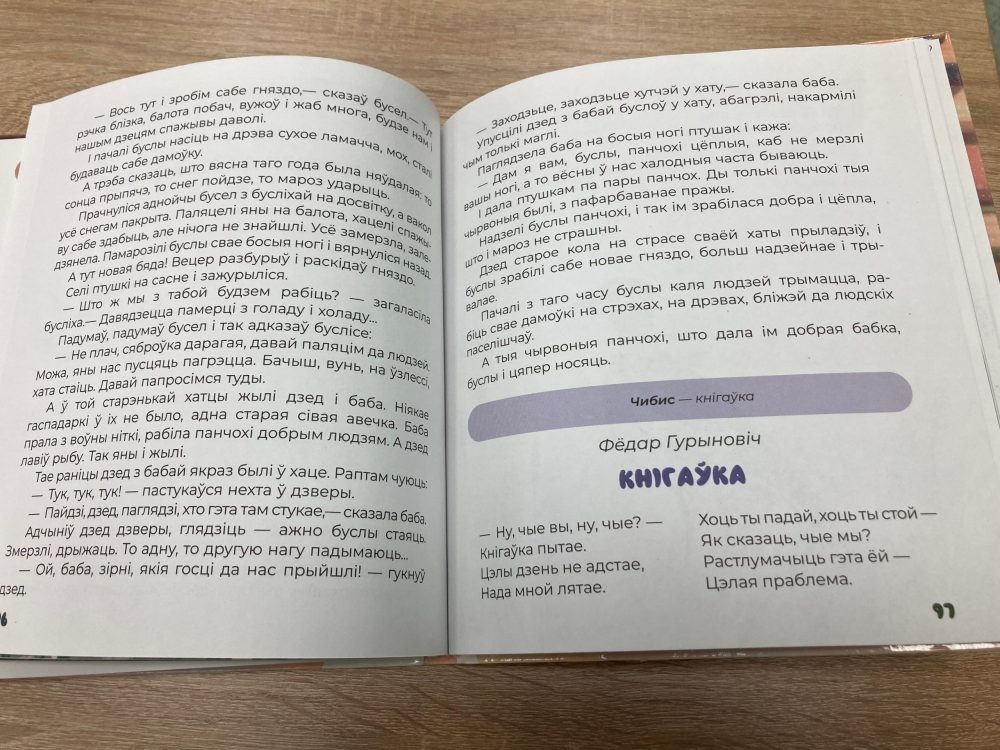 — Вось тут і зробім сабе гняздо,— сказаў бусел.— Тут
рэчка блізка, балота побач, вужоў і жаб многа, будзе нам і
нашым дзецям спажывы даволі.
І пачалі буслы насіць на дрэва сухое ламачча, мох, сталі
будаваць сабе дамоўку.
А трэба сказаць, што вясна таго года была няўдалая: то
сонца прыпячэ, то снег пойдзе, то мароз ударыць.
Прачнуліся аднойчы бусел з бусліхай на досвітку, а вакол
усё снегам пакрыта. Паляцелі яны на балота, хацелі спажы-
ву сабе здабыць, але нічога не знайшлі. Усё замерзла, зале-
дзянела. Памарозілі буслы свае босыя ногі і вярнуліся назад.
А тут новая бяда! Вецер разбурыў і раскідаў гняздо.
Селі птушкі на сасне і зажурыліся.
— Што ж мы з табой будзем рабіць? — загаласіла
бусліха.— Давядзецца памерці з голаду і холаду...
Падумаў, падумаў бусел і так адказаў буслісе:
— Не плач, сяброўка дарагая, давай паляцім да людзей.
Можа, яны нас пусцяць пагрэцца. Бачыш, вунь, на ўзлессі,
хата стаіць. Давай папросімся туды.
А ў той старэнькай хатцы жылі дзед і баба. Ніякае
гаспадаркі ў іх не было, адна старая сівая авечка. Баба
прала з воўны ніткі, рабіла панчохі добрым людзям. А дзед
лавіў рыбу. Так яны і жылі.
Тае раніцы дзед з бабай якраз былі ў хаце. Раптам чуюць:
— Тук, тук, тук! — пастукаўся нехта ў дзверы.
— Пайдзі, дзед, паглядзі, хто гэта там стукае,— сказала баба.
Адчыніў дзед дзверы, глядзіць — ажно буслы стаяць.
Змерзлі, дрыжаць. То адну, то другую нагу падымаюць...
— Ой, баба, зірні, якія госці да нас прыйшлі! — гукнуў
дзед.
— Заходзьце, заходзьце хутчэй у хату,— сказала баба.
Упусцілі дзед з бабай буслоў у хату, абагрэлі, накармілі
чым толькі маглі.
Паглядзела баба на босыя ногі птушак і кажа:
— Дам я вам, буслы, панчохі цёплыя, каб не мерзлі
вашы ногі, а то вёсны ў нас халодныя часта бываюць.
І дала птушкам па пары панчох. Ды толькі панчохі тыя
чырвоныя былі, з пафарбаванае пражы.
Надзелі буслы панчохі, і так ім зрабілася добра і цёпла,
што і мароз не страшны.
Дзед старое кола на страсе сваёй хаты прыладзіў, і
буслы зрабілі сабе новае гняздо, больш надзейнае і тры-
валае.
Пачалі з таго часу буслы каля людзей трымацца, ра-
біць свае дамоўкі на стрэхах, на дрэвах, бліжэй да людскіх
паселішчаў.
А тыя чырвоныя панчохі, што дала ім добрая бабка,
буслы і цяпер носяць.
Чибис — кнігаўка
Фёдар Гурыновіч
КНІГАЎКА
— Ну, чые вы, ну, чые? —
Кнігаўка пытае.
Цэлы дзень не адстае,
Нада мной лятае.
Хоць ты падай, хоць ты стой —
Як сказаць, чые мы?
Растлумачыць гэта ёй —
Цэлая праблема.
97